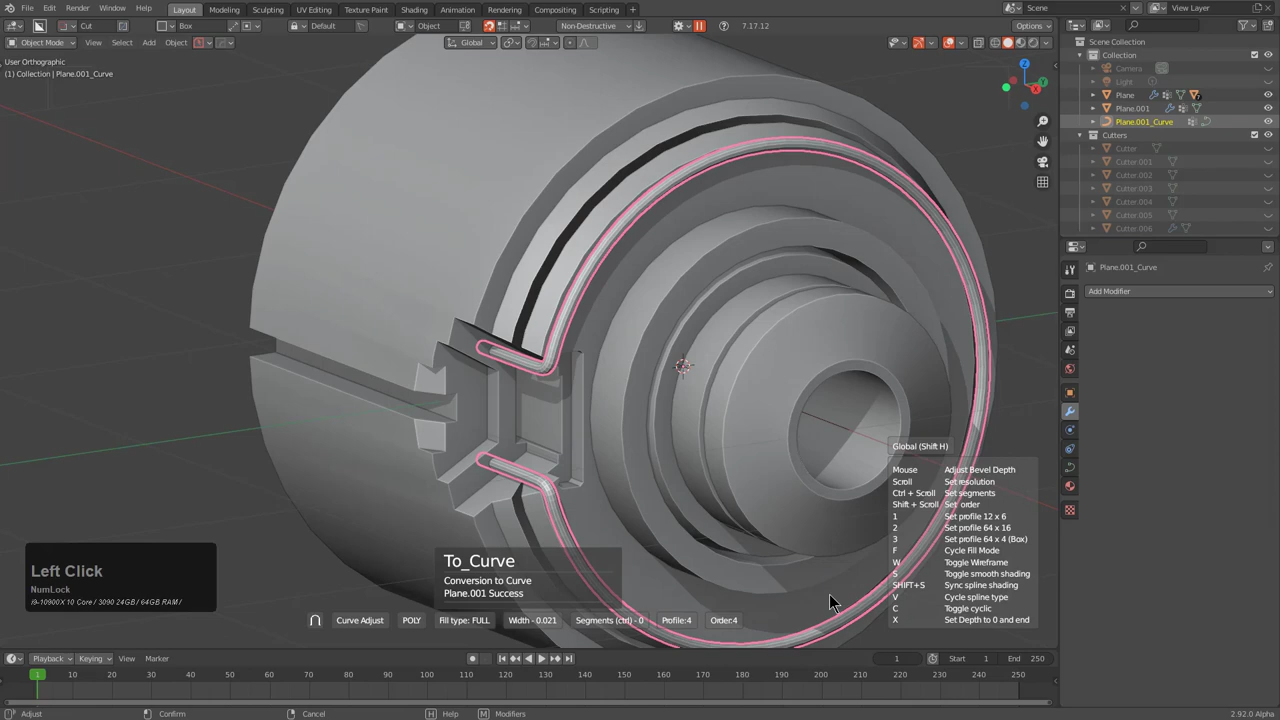 File Edit Render Window Help Layout Modeling Sculpting UV Editing Texture Paint Shading Animation Rendering Compositing Scripting + Scene View Layer
Cut Box Default Object Non-Destructive 7.17.12 Options
Object Mode View Select Add Object Global
User Orthographic
(1) Collection | Plane.001_Curve
Z
Y
X
Scene Collection
Collection
Camera
Light
Plane
Plane.001
Plane.001_Curve
Cutters
Cutter
Cutter.001
Cutter.002
Cutter.003
Cutter.004
Cutter.005
Cutter.006
Plane.001_Curve
Add Modifier
Global (Shift H)
Mouse Adjust Bevel Depth
Scroll Set resolution
Ctrl + Scroll Set segments
Shift + Scroll Set order
1 Set profile 12 x 6
2 Set profile 64 x 16
3 Set profile 64 x 4 (Box)
F Cycle Fill Mode
W Toggle Wireframe
S Toggle smooth shading
SHIFT+S Sync spline shading
V Cycle spline type
C Toggle cyclic
X Set Depth to 0 and end
Left Click
NumLock
i9-10900X 10 Core / 3090 24GB / 64GB RAM /
To_Curve
Conversion to Curve
Plane.001 Success
Curve Adjust POLY Fill type: FULL Width - 0.021 Segments (ctrl) - 0 Profile:4 Order:4
Playback Keying View Marker 1 Start 1 End 250
1 10 20 30 40 50 60 70 80 90 100 110 120 130 140 150 160 170 180 190 200 210 220 230 240 250
Adjust Confirm Cancel H Help M Modifiers 2.92.0 Alpha